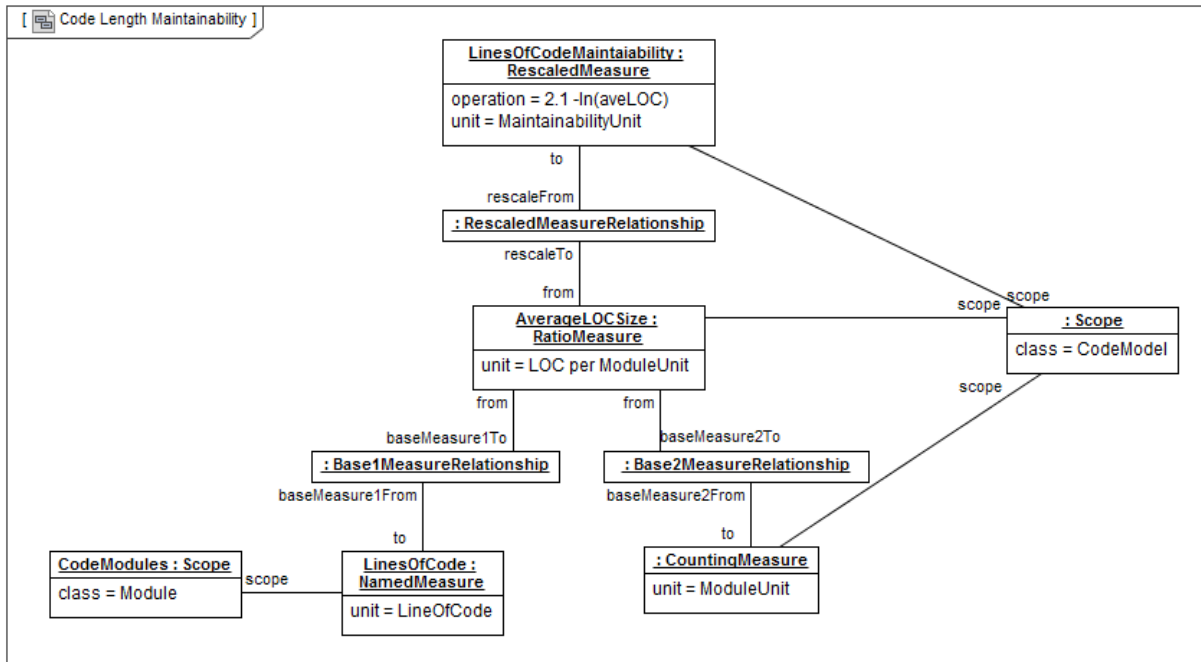 [ Code Length Maintainability ]
LinesOfCodeMaintaiability :
RescaledMeasure
operation = 2.1 -ln(aveLOC)
unit = MaintainabilityUnit
to
rescaleFrom
: RescaledMeasureRelationship
rescaleTo
from
scope
scope
AverageLOCSize :
RatioMeasure
unit = LOC per ModuleUnit
: Scope
class = CodeModel
scope
from
from
baseMeasure1To
baseMeasure2To
: Base1MeasureRelationship
: Base2MeasureRelationship
baseMeasure1From
baseMeasure2From
to
to
CodeModules : Scope
class = Module
scope
LinesOfCode :
NamedMeasure
unit = LineOfCode
: CountingMeasure
unit = ModuleUnit